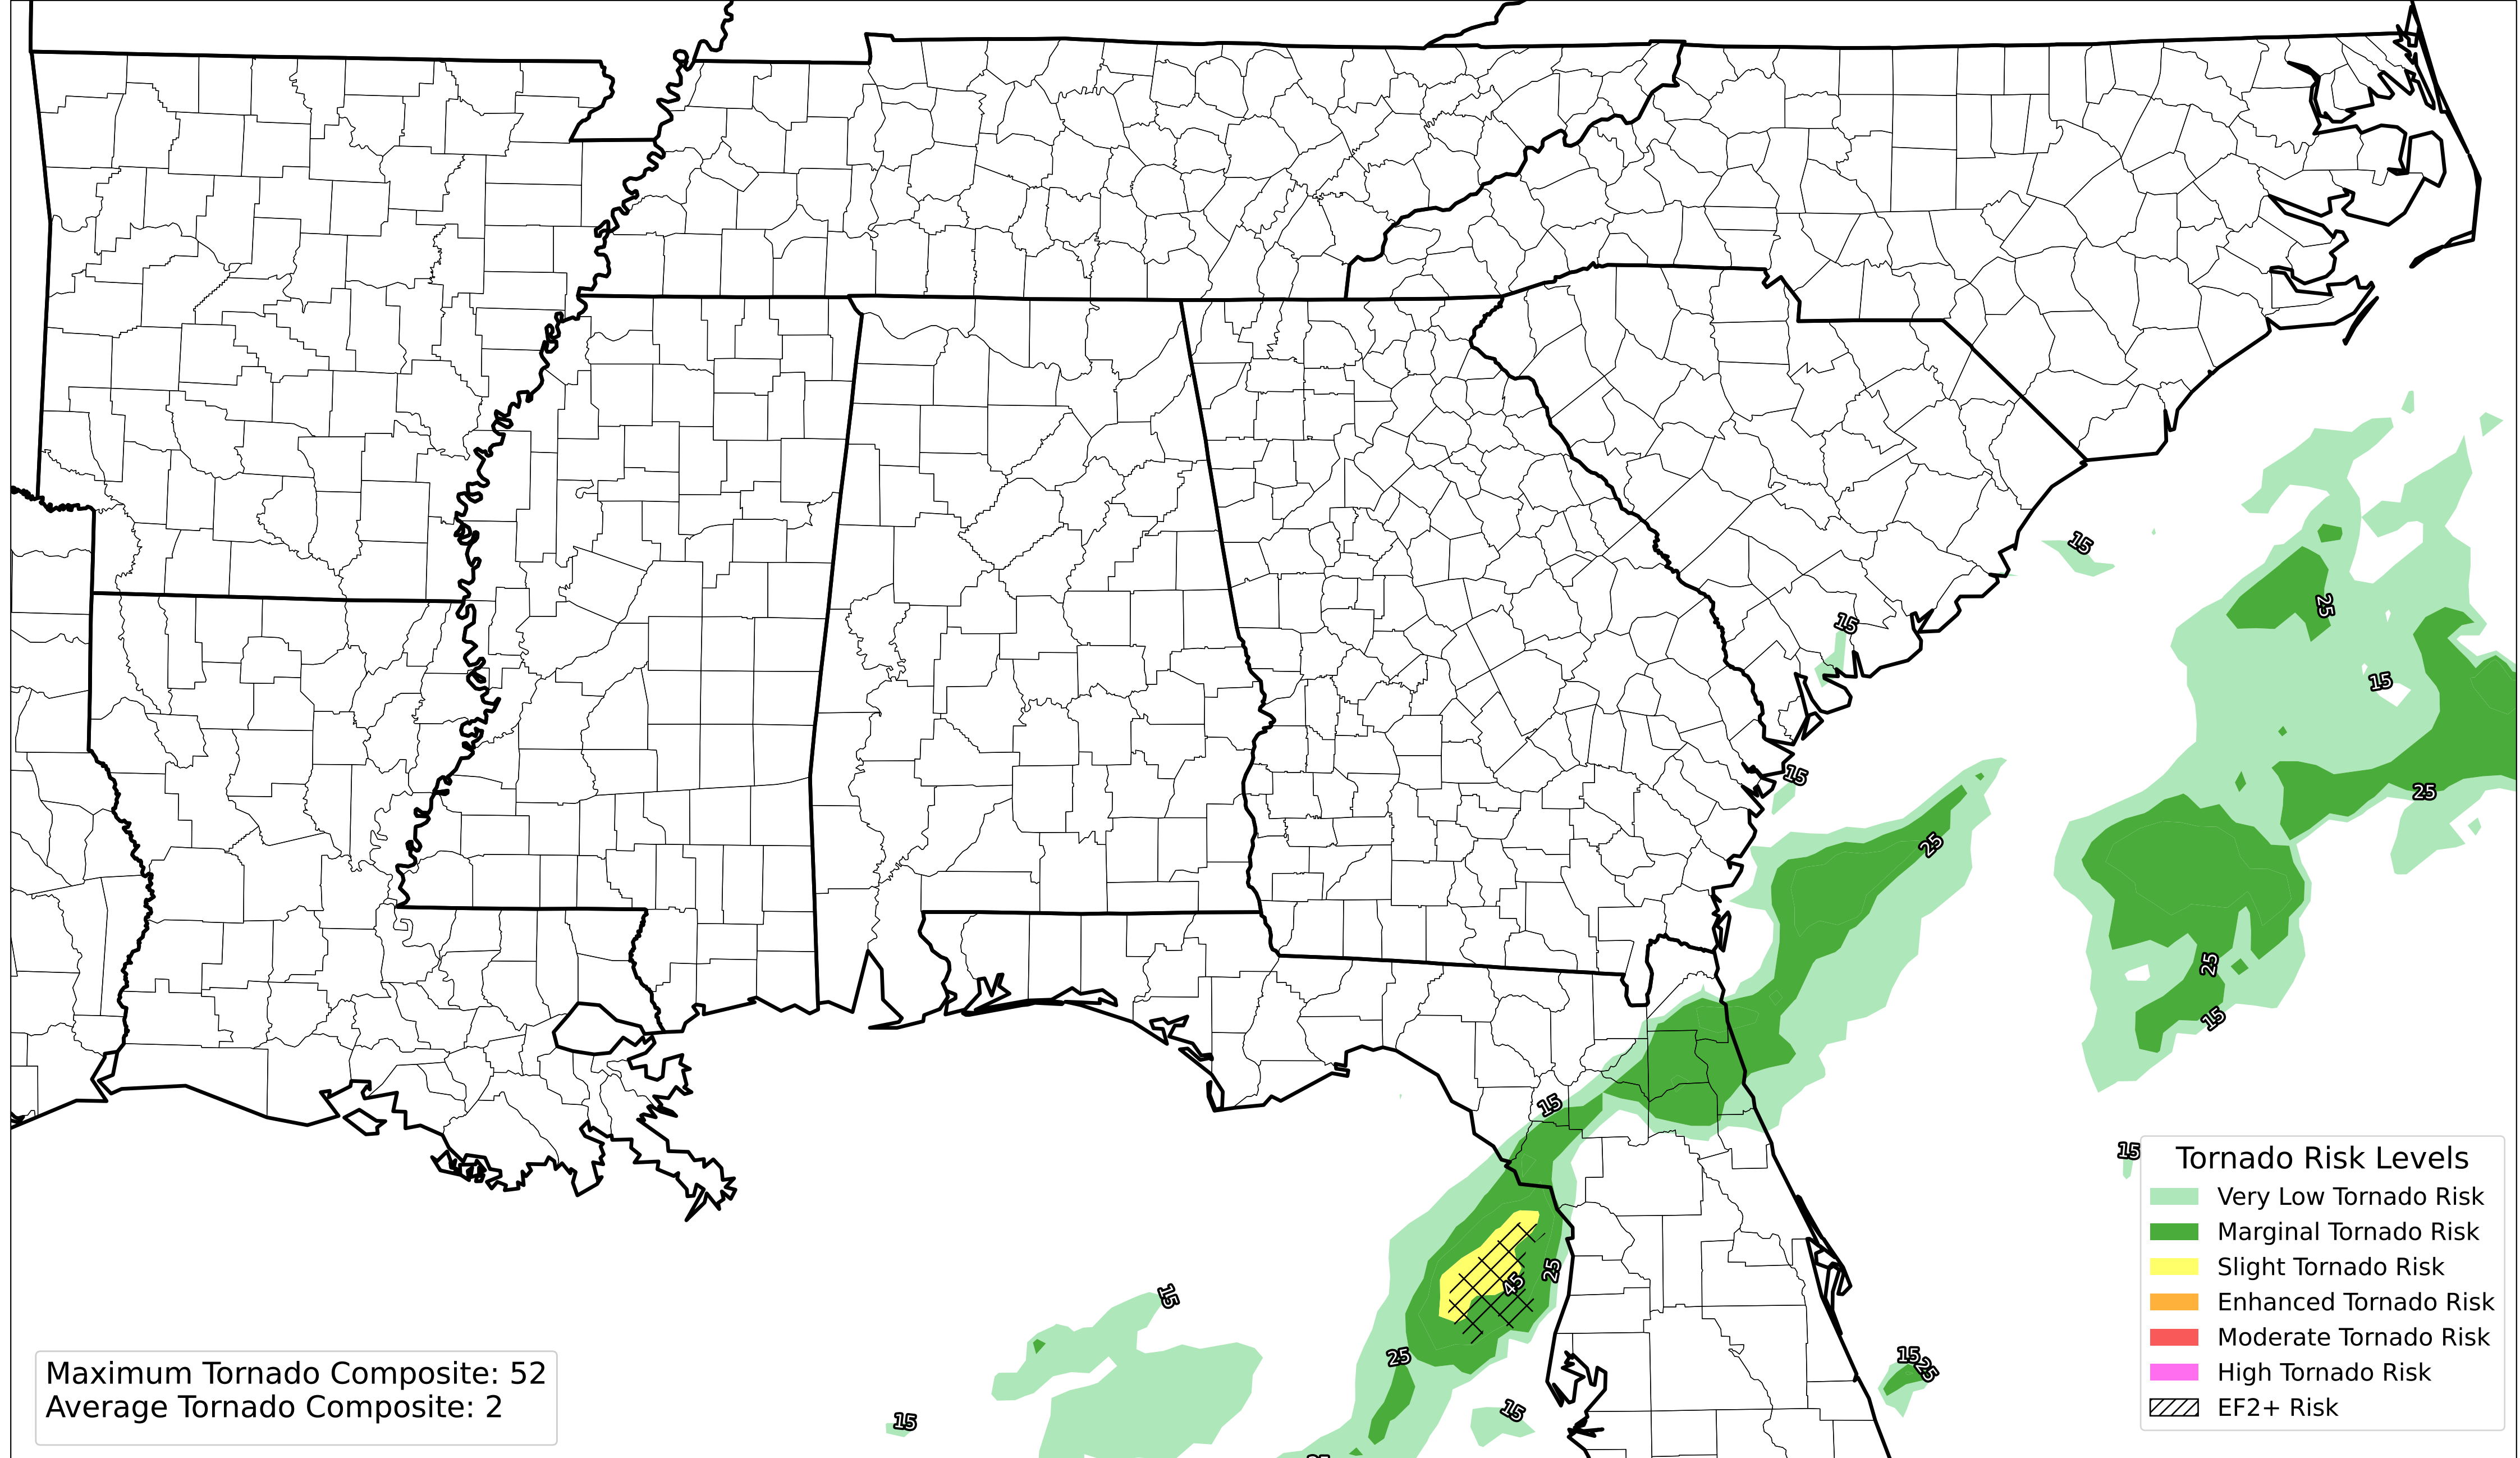 15
15
25
15
15
25
25
25
15
15
15
Tornado Risk Levels
Very Low Tornado Risk
Marginal Tornado Risk
Slight Tornado Risk
Enhanced Tornado Risk
Moderate Tornado Risk
High Tornado Risk
EF2+ Risk
25
45
15
25
15
25
15
15
Maximum Tornado Composite: 52
Average Tornado Composite: 2